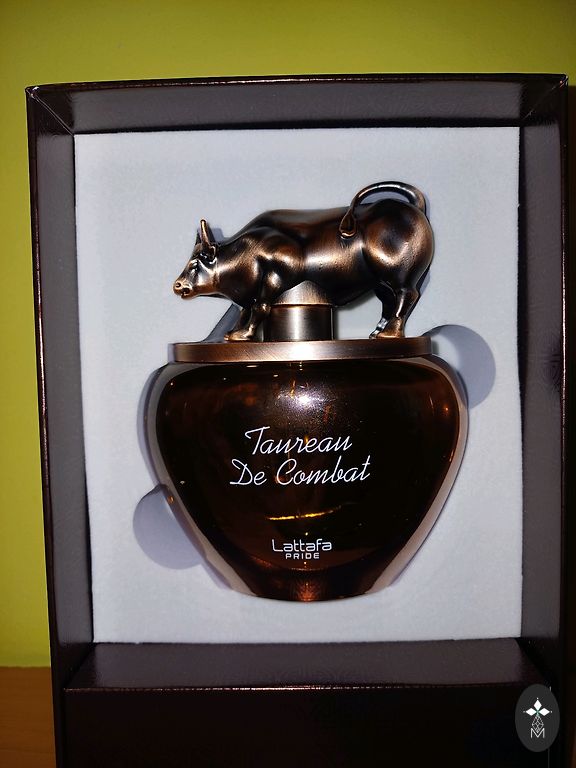 Taureau
De Combat
Lattafa
PRIDE
M